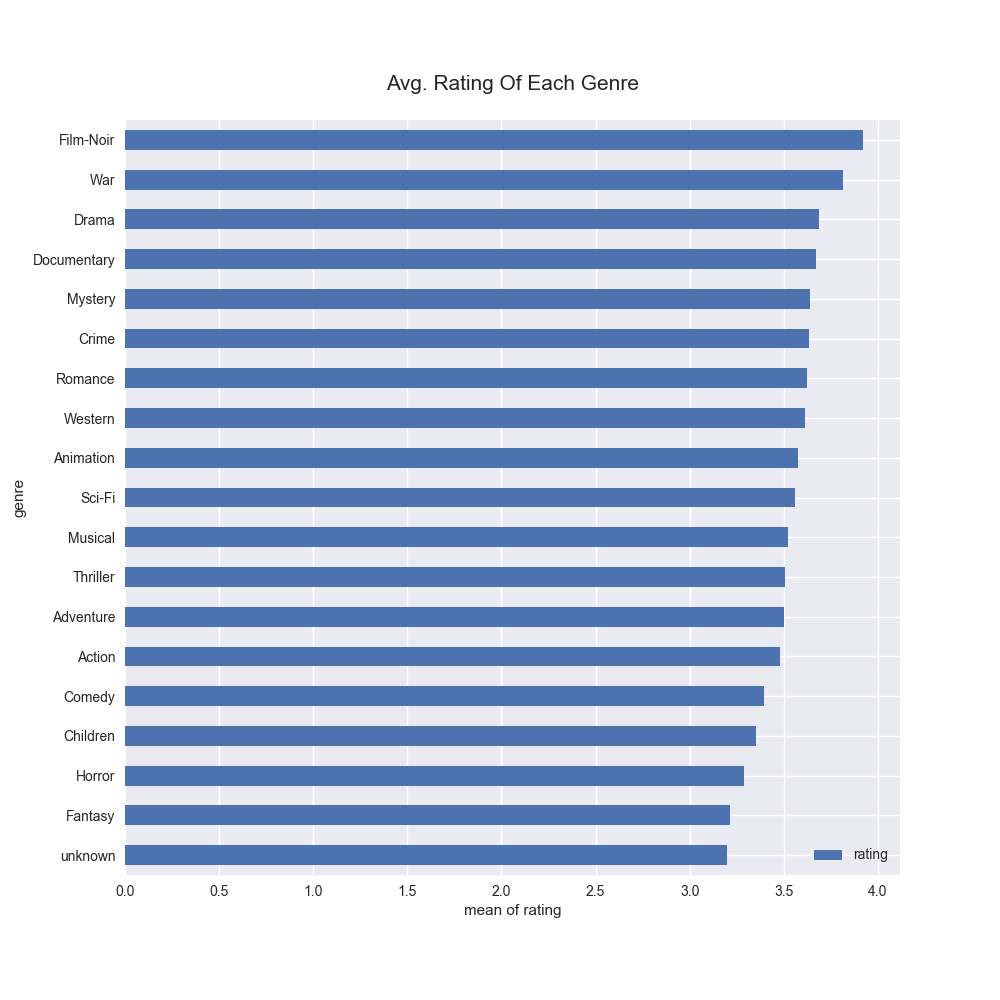 Avg. Rating Of Each Genre
genre
Film-Noir
War
Drama
Documentary
Mystery
Crime
Romance
Western
Animation
Sci-Fi
Musical
Thriller
Adventure
Action
Comedy
Children
Horror
Fantasy
unknown
rating
0.0 0.5 1.0 1.5 2.0 2.5 3.0 3.5 4.0
mean of rating